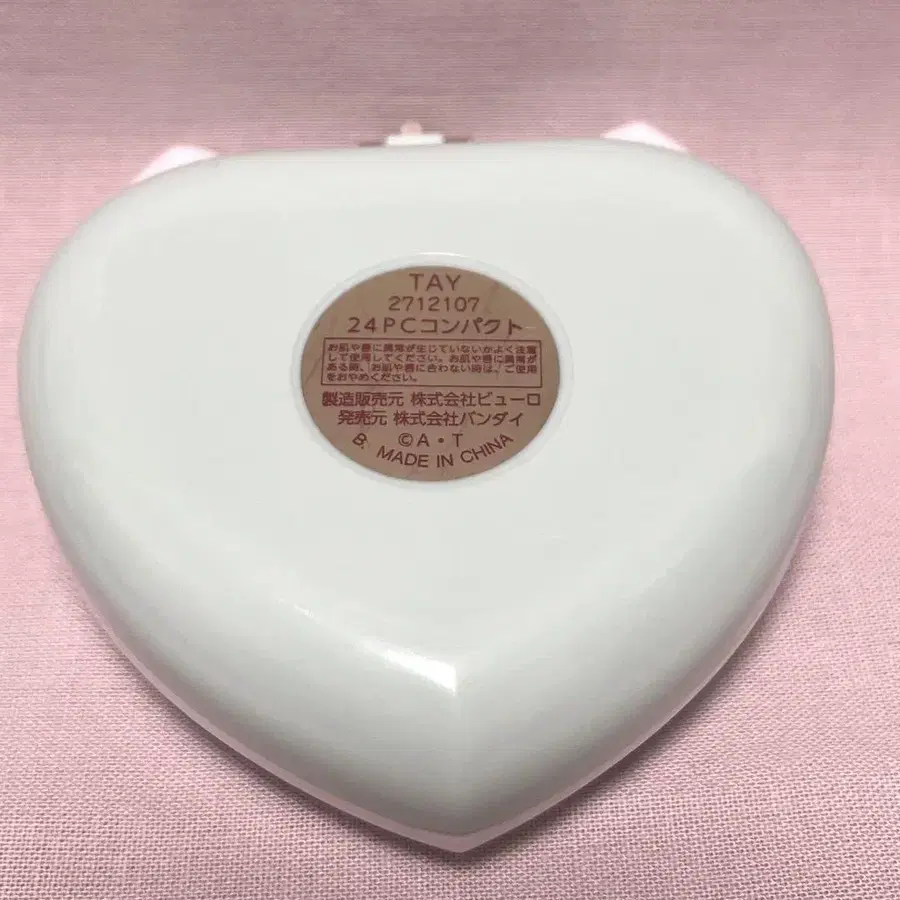 TAY
2712107
24PCコンパクト
お肌や唇に異常が生じていないかよく注意
して使用してください。お肌や唇に異常が
ある時、お肌や唇に合わない時は、ご使用
をおやめください。
製造販売元 株式会社ビューロ
発売元 株式会社バンダイ
©A・T
B. MADE IN CHINA